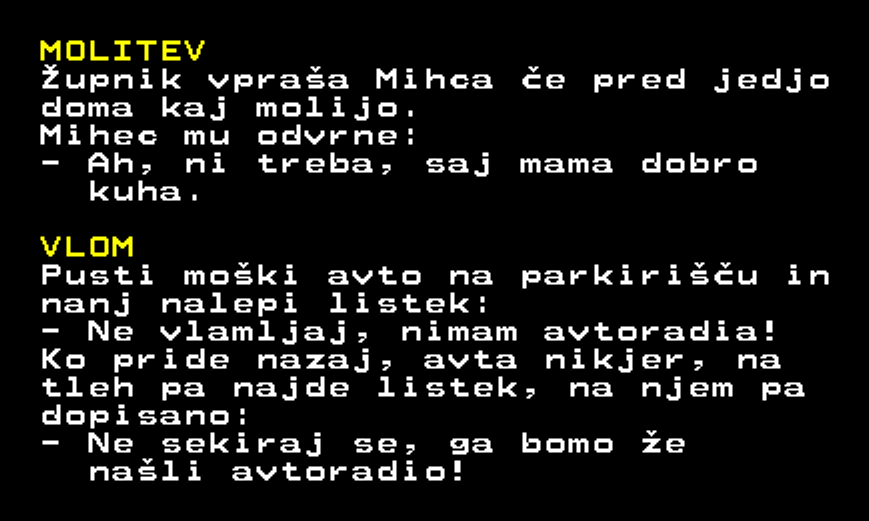 MOLITEV
Župnik vpraša Mihca če pred jedjo
doma kaj molijo.
Mihec mu odvrne:
- Ah, ni treba, saj mama dobro
kuha.
VLOM
Pusti moški avto na parkirišču in
nanj nalepi listek:
- Ne vlamljaj, nimam avtoradia!
Ko pride nazaj, avta nikjer, na
tleh pa najde listek, na njem pa
dopisano:
- Ne sekiraj se, ga bomo že
našli avtoradio!